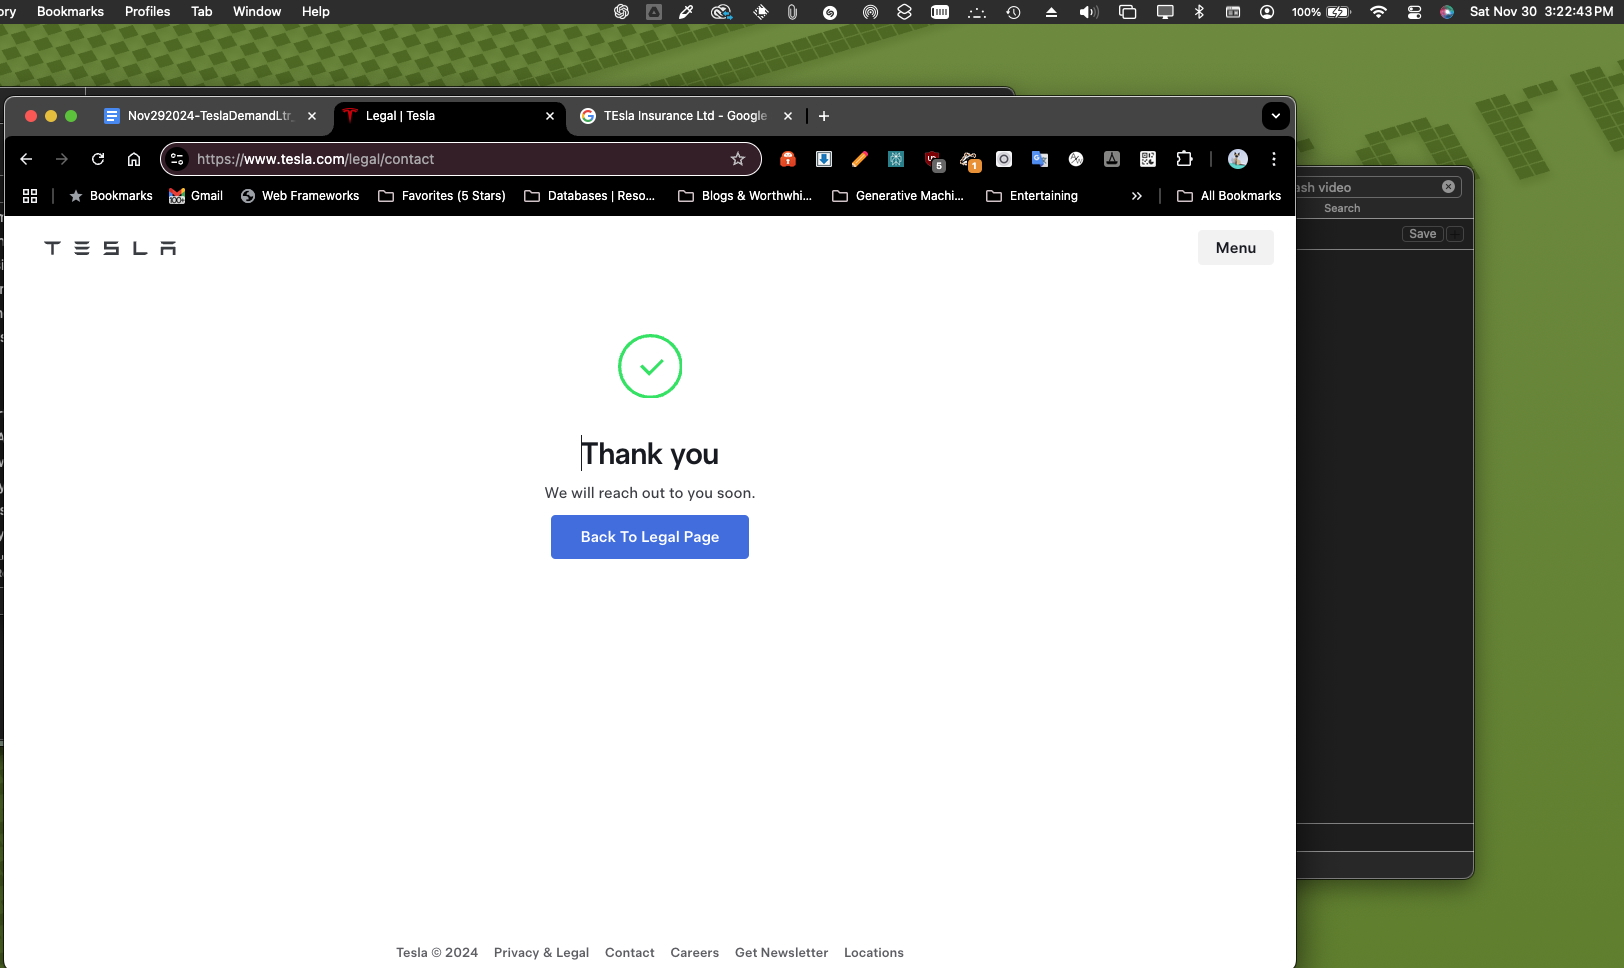 ory Bookmarks Profiles Tab Window Help 100% Sat Nov 30 3:22:43 PM
Nov292024-TeslaDemandLtr Legal | Tesla TEsla Insurance Ltd - Google
https://www.tesla.com/legal/contact 5 1
Bookmarks Gmail Web Frameworks Favorites (5 Stars) Databases | Reso... Blogs & Worthwhi... Generative Machi... Entertaining All Bookmarks
ash video
Search
Save
TESLA Menu
Thank you
We will reach out to you soon.
Back To Legal Page
Tesla © 2024 Privacy & Legal Contact Careers Get Newsletter Locations